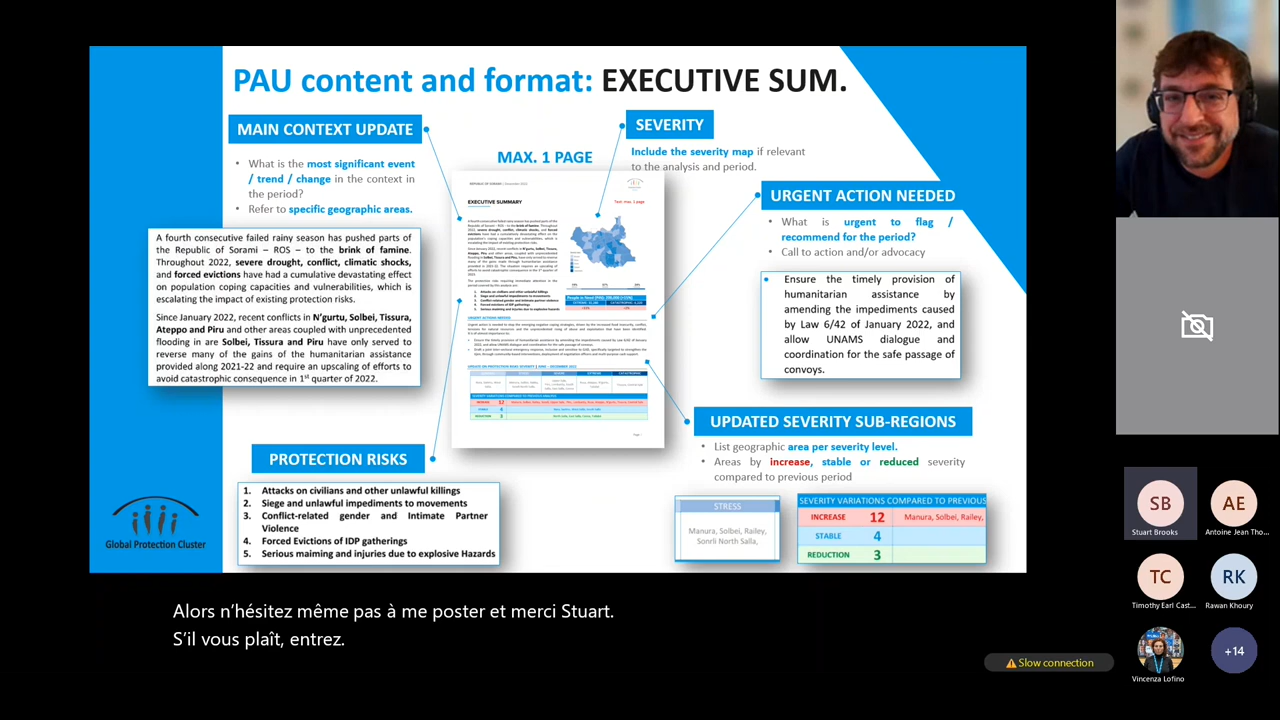 PAU content and format: EXECUTIVE SUM.
MAIN CONTEXT UPDATE
• What is the most significant event
/ trend / change in the context in
the period?
• Refer to specific geographic areas.
A fourth consecutive failed rainy season has pushed parts of
the Republic of Sorami – ROS – to the brink of famine.
Throughout 2022, severe drought, conflict, climatic shocks,
and forced evictions have had a cumulative devastating effect
on population coping capacities and vulnerabilities, which is
escalating the impact of existing protection risks.
Since January 2022, recent conflicts in N'gurtu, Solbei, Tissura,
Ateppo and Piru and other areas coupled with unprecedented
flooding in are Solbei, Tissura and Piru have only served to
reverse many of the gains of the humanitarian assistance
provided along 2021-22 and require an upscaling of efforts to
avoid catastrophic consequence in 1st quarter of 2022.
PROTECTION RISKS
1. Attacks on civilians and other unlawful killings
2. Siege and unlawful impediments to movements
3. Conflict-related gender and Intimate Partner
Violence
4. Forced Evictions of IDP gatherings
5. Serious maiming and injuries due to explosive Hazards
Global Protection Cluster
MAX. 1 PAGE
EXECUTIVE SUMMARY
SEVERITY
Include the severity map if relevant
to the analysis and period.
URGENT ACTION NEEDED
• What is urgent to flag /
recommend for the period?
• Call to action and/or advocacy
• Ensure the timely provision of
humanitarian assistance by
amending the impediments caused
by Law 6/42 of January 2022, and
allow UNAMS dialogue and
coordination for the safe passage of
convoys.
UPDATED SEVERITY SUB-REGIONS
• List geographic area per severity level.
• Areas by increase, stable or reduced severity
compared to previous period
STRESS
Manura, Solbei, Railey,
Sonrli North Salla,
SEVERITY VARIATIONS COMPARED TO PREVIOUS
INCREASE 12 Manura, Solbei, Railey,
STABLE 4
REDUCTION 3
Alors n'hésitez même pas à me poster et merci Stuart.
S'il vous plaît, entrez.
Slow connection
SB
Stuart Brooks
AE
Antoine Jean Tho...
TC
Timothy Earl Cast...
RK
Rawan Khoury
Vincenza Lofino
+14